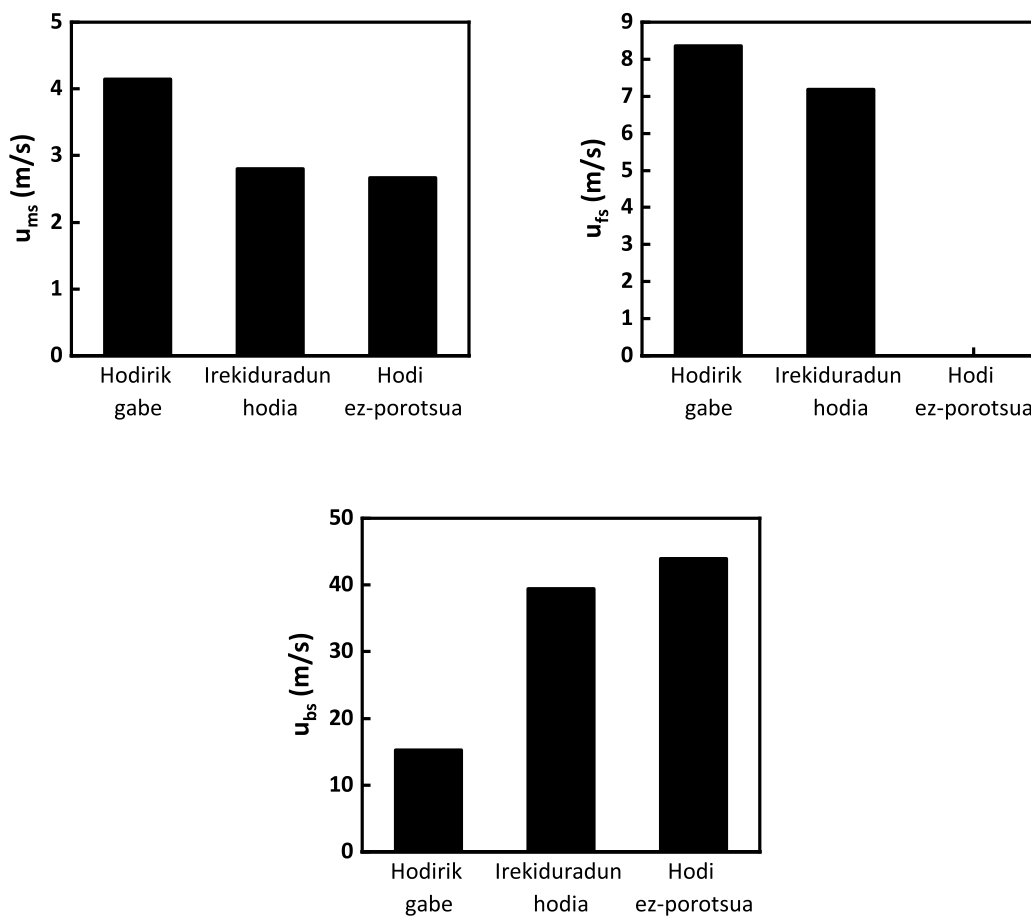 5
4
3
2
1
0
u_ms (m/s)
Hodirik Irekiduradun Hodi
gabe hodia ez-porotsua
9
8
7
6
5
4
3
2
1
0
u_fs (m/s)
Hodirik Irekiduradun Hodi
gabe hodia ez-porotsua
50
40
30
20
10
0
u_bs (m/s)
Hodirik Irekiduradun Hodi
gabe hodia ez-porotsua